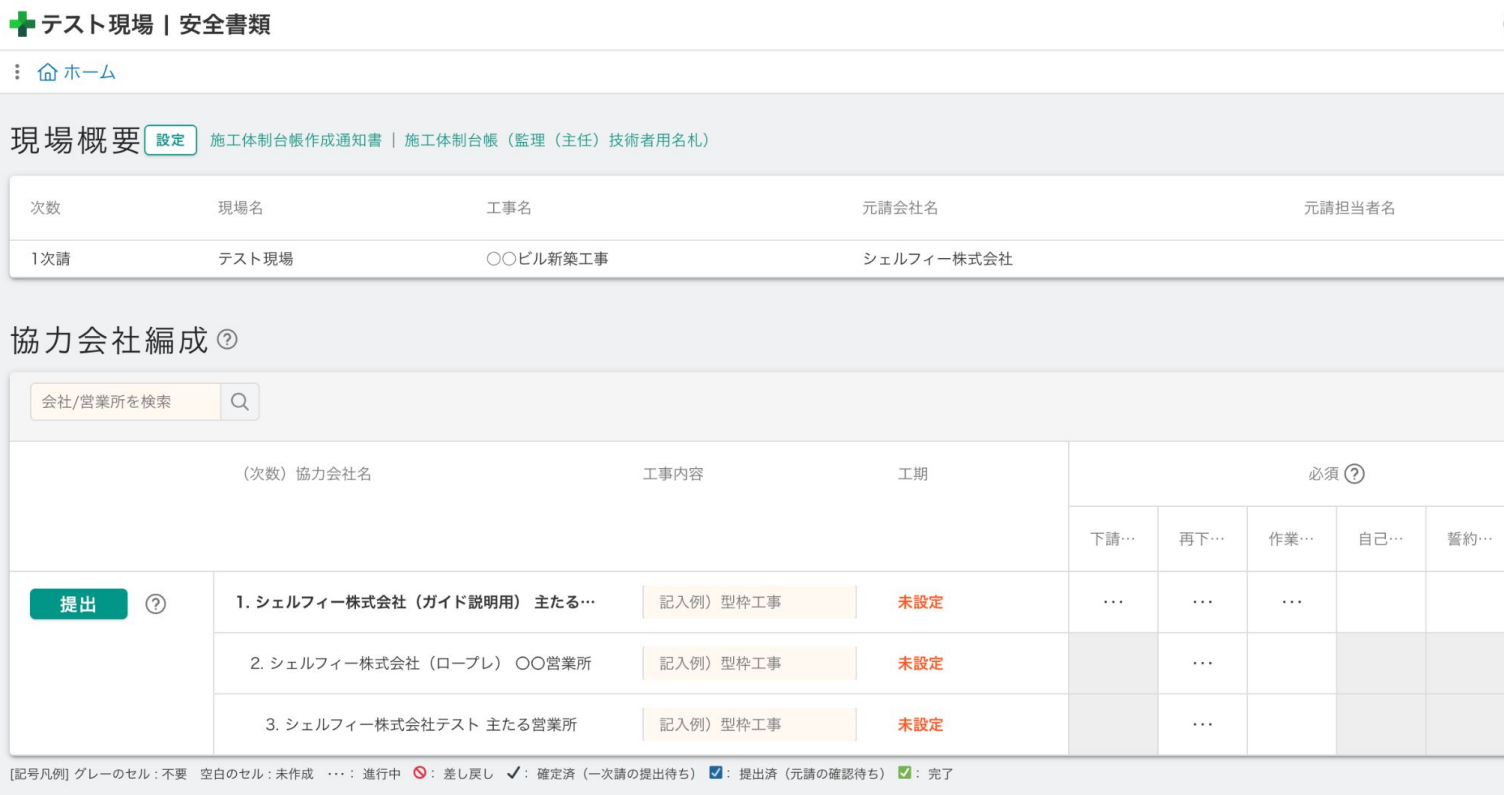 テスト現場 | 安全書類
ホーム
現場概要 設定 施工体制台帳作成通知書 | 施工体制台帳（監理（主任）技術者用名札）
次数 現場名 工事名 元請会社名 元請担当者名
1次請 テスト現場 〇〇ビル新築工事 シェルフィー株式会社
協力会社編成 ?
会社/営業所を検索
（次数）協力会社名 工事内容 工期 必須 ?
下請… 再下… 作業… 自己… 誓約…
提出 ? 1. シェルフィー株式会社（ガイド説明用） 主たる… 記入例）型枠工事 未設定 ... ... ...
2. シェルフィー株式会社（ロープレ） 〇〇営業所 記入例）型枠工事 未設定 ...
3. シェルフィー株式会社テスト 主たる営業所 記入例）型枠工事 未設定 ...
[記号凡例] グレーのセル : 不要 空白のセル : 未作成 ･･･ : 進行中 🚫 : 差し戻し ✔ : 確定済（一次請の提出待ち） ☑ : 提出済（元請の確認待ち） ✅ : 完了